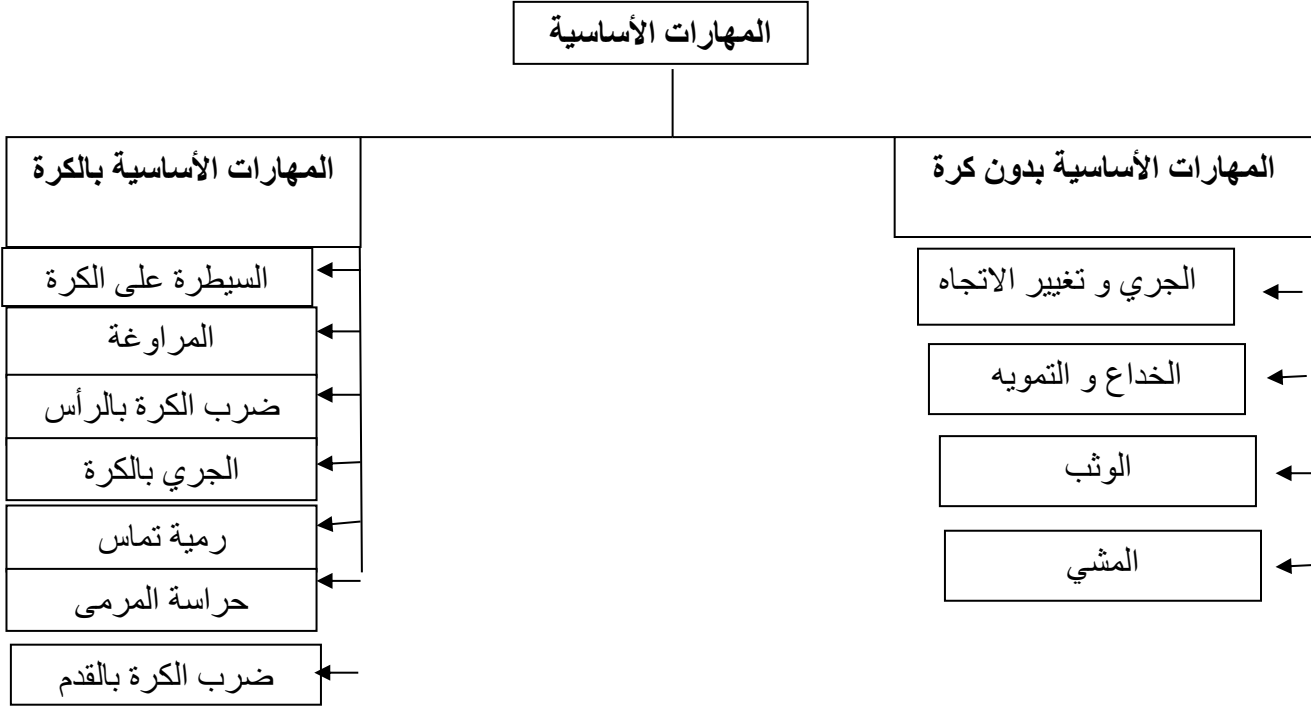 المهارات الأساسية
المهارات الأساسية بدون كرة
الجري و تغيير الاتجاه
الخداع و التمويه
الوثب
المشي
المهارات الأساسية بالكرة
السيطرة على الكرة
المراوغة
ضرب الكرة بالرأس
الجري بالكرة
رمية تماس
حراسة المرمى
ضرب الكرة بالقدم